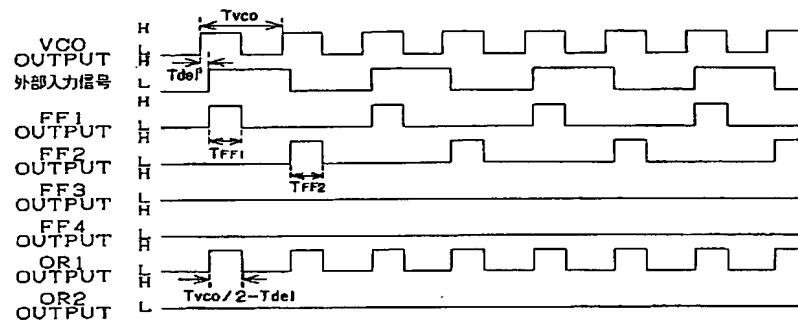 Tvco
H
VCO OUTPUT L
H
Tdel
外部入力信号 L
H
FF1 OUTPUT L
H
TFF1
FF2 OUTPUT L
H
TFF2
FF3 OUTPUT L
H
FF4 OUTPUT L
H
OR1 OUTPUT L
H
Tvco/2-Tdel
OR2 OUTPUT L